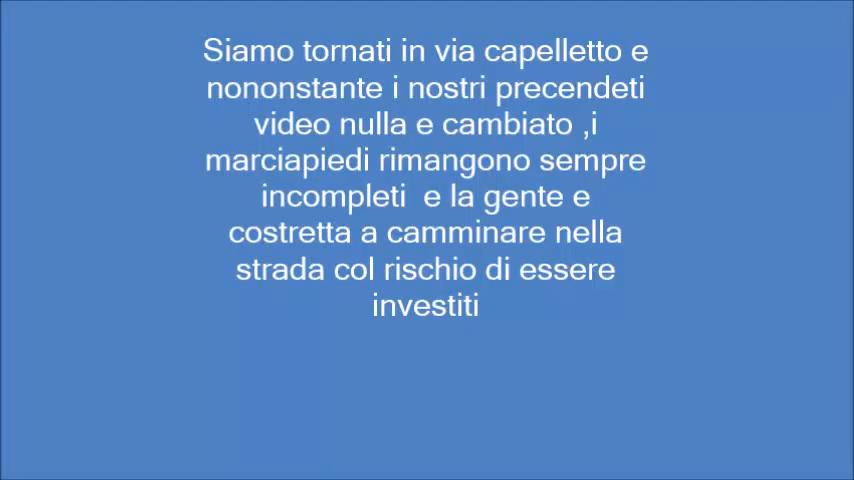 Siamo tornati in via capelletto e
nononstante i nostri precendeti
video nulla e cambiato ,i
marciapiedi rimangono sempre
incompleti  e la gente e
costretta a camminare nella
strada col rischio di essere
investiti